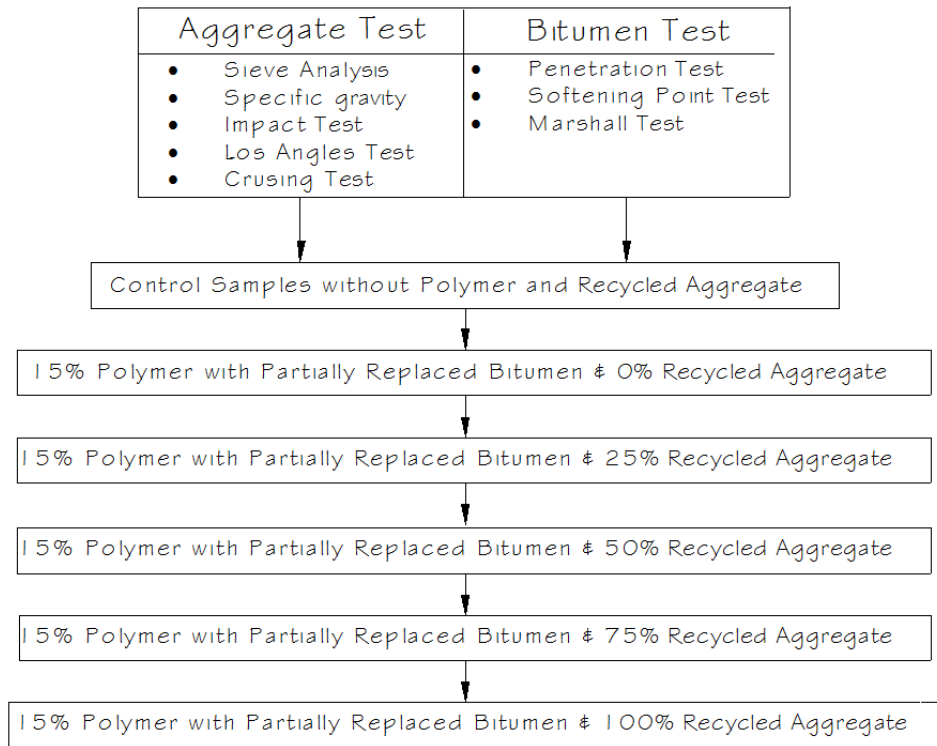 Aggregate Test
• Sieve Analysis
• Specific gravity
• Impact Test
• Los Angles Test
• Crusing Test
Bitumen Test
• Penetration Test
• Softening Point Test
• Marshall Test
Control Samples without Polymer and Recycled Aggregate
15% Polymer with Partially Replaced Bitumen & 0% Recycled Aggregate
15% Polymer with Partially Replaced Bitumen & 25% Recycled Aggregate
15% Polymer with Partially Replaced Bitumen & 50% Recycled Aggregate
15% Polymer with Partially Replaced Bitumen & 75% Recycled Aggregate
15% Polymer with Partially Replaced Bitumen & 100% Recycled Aggregate